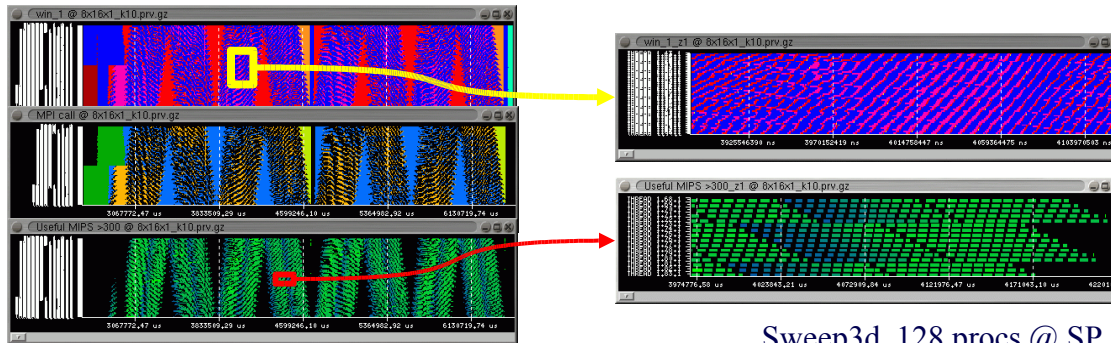 win_1 @ 8x16x1_k10.prv.gz
MPI call @ 8x16x1_k10.prv.gz
3067772.47 us 3833509.29 us 4599246.10 us 5364982.92 us 6130719.74 us
Useful MIPS >300 @ 8x16x1_k10.prv.gz
3067772.47 us 3833509.29 us 4599246.10 us 5364982.92 us 6130719.74 us
win_1_z1 @ 8x16x1_k10.prv.gz
3925546390 ns 3970152419 ns 4014758447 ns 4059364475 ns 4103970503 ns
Useful MIPS >300_z1 @ 8x16x1_k10.prv.gz
3974776.58 us 4023843.21 us 4072909.84 us 4121976.47 us 4171043.10 us 42201
Sweep3d 128 procs @ SP